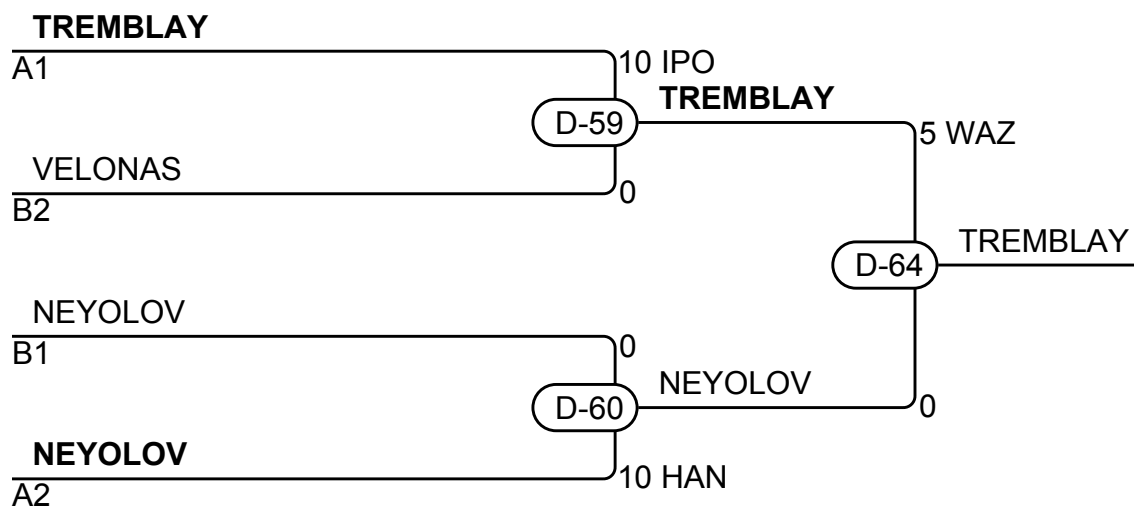 TREMBLAY
A1
10 IPO
TREMBLAY
D-59
5 WAZ
VELONAS
B2
0
TREMBLAY
D-64
NEYOLOV
B1
0
NEYOLOV
D-60
0
NEYOLOV
A2
10 HAN